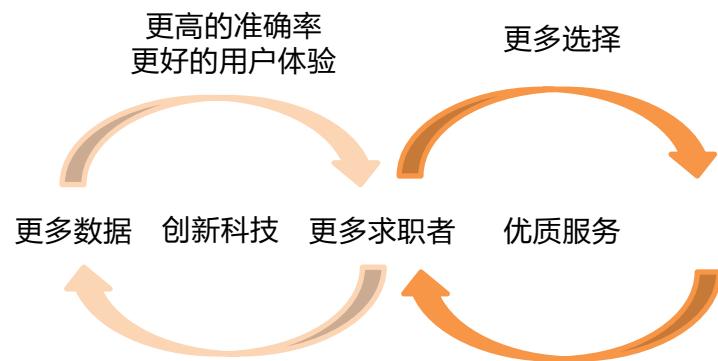 更高的准确率
更好的用户体验
更多选择
更多数据
创新科技
更多求职者
优质服务